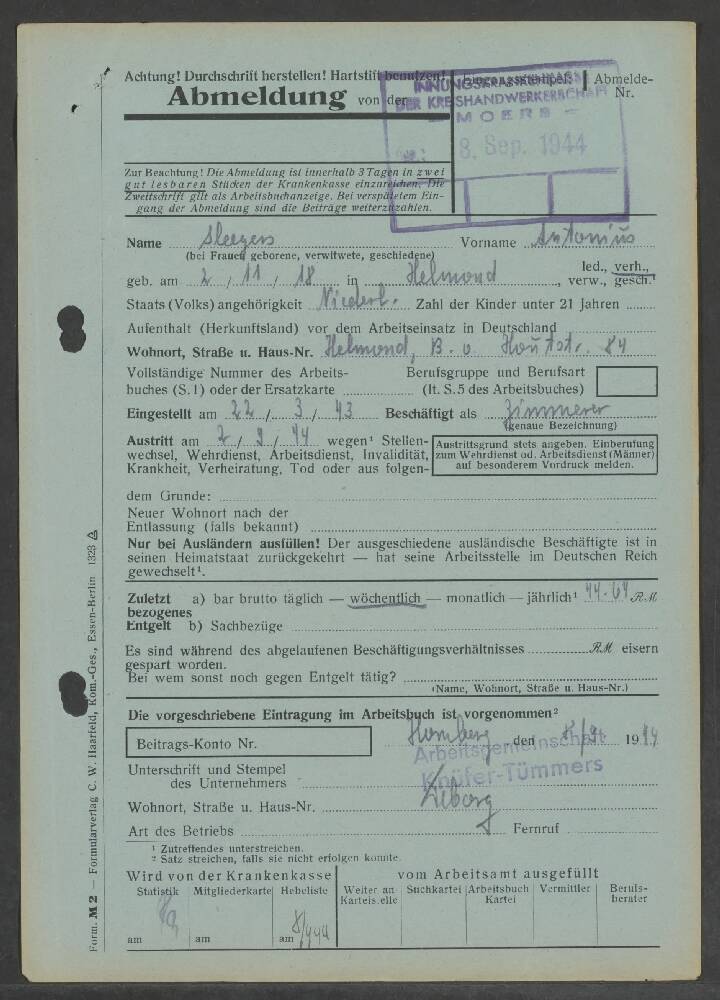 Achtung! Durchschrift herstellen! Hartstift benutzen!
Abmeldung von der
Eingangsstempel:
Abmelde-Nr.
INNUNGSKRANKENKASSE
DER KREISHANDWERKERSCHAFT
— MOERS —
8. Sep. 1944
Zur Beachtung! Die Abmeldung ist innerhalb 3 Tagen in zwei
gut lesbaren Stücken der Krankenkasse einzureichen. Die
Zweitschrift gilt als Arbeitsbuchanzeige. Bei verspätetem Ein-
gang der Abmeldung sind die Beiträge weiterzuzahlen.
Name Sleegers Vorname Antonius
(bei Frauen geborene, verwitwete, geschiedene)
geb. am 2 / 11 / 18 in Helmond, led., verh., verw., gesch.¹
Staats (Volks) angehörigkeit Niederl. Zahl der Kinder unter 21 Jahren
Aufenthalt (Herkunftsland) vor dem Arbeitseinsatz in Deutschland
Wohnort, Straße u. Haus-Nr. Helmond, 84
Vollständige Nummer des Arbeits-
buches (S. 1) oder der Ersatzkarte
Berufsgruppe und Berufsart
(lt. S. 5 des Arbeitsbuches)
Eingestellt am 22 / 3 / 43 Beschäftigt als Zimmerer
(genaue Bezeichnung)
Austritt am 2 / 9 / 44 wegen¹ Stellen-
wechsel, Wehrdienst, Arbeitsdienst, Invalidität,
Krankheit, Verheiratung, Tod oder aus folgen-
Austrittsgrund stets angeben. Einberufung
zum Wehrdienst od. Arbeitsdienst (Männer)
auf besonderem Vordruck melden.
dem Grunde:
Neuer Wohnort nach der
Entlassung (falls bekannt)
Nur bei Ausländern ausfüllen! Der ausgeschiedene ausländische Beschäftigte ist in
seinen Heimatstaat zurückgekehrt — hat seine Arbeitsstelle im Deutschen Reich
gewechselt¹.
Zuletzt a) bar brutto täglich — wöchentlich — monatlich — jährlich¹ 44.64 RM
bezogenes
Entgelt b) Sachbezüge
Es sind während des abgelaufenen Beschäftigungsverhältnisses RM eisern
gespart worden.
Bei wem sonst noch gegen Entgelt tätig?
(Name, Wohnort, Straße u. Haus-Nr.)
Die vorgeschriebene Eintragung im Arbeitsbuch ist vorgenommen²
Beitrags-Konto Nr.
Homberg den 5/9. 1944
Arbeitsgemeinschaft
Knüfer-Tümmers
Unterschrift und Stempel
des Unternehmers
Wohnort, Straße u. Haus-Nr.
Art des Betriebs Fernruf
¹ Zutreffendes unterstreichen.
² Satz streichen, falls sie nicht erfolgen konnte.
Wird von der Krankenkasse
vom Arbeitsamt ausgefüllt
Statistik Mitgliederkarte Hebeliste
Weiter an Karteistelle Suchkartei Arbeitsbuch Kartei Vermittler Berufs-berater
am am am
Form. M 2 — Formularverlag C. W. Haarfeld, Kom.-Ges., Essen-Berlin 1323 A